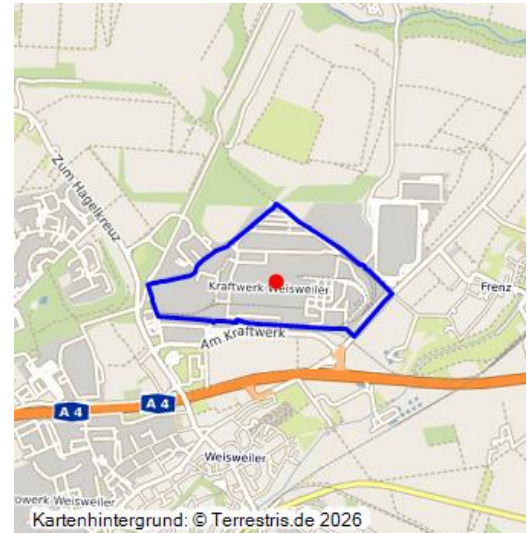 Zum Hagelkreuz
Kraftwerk Weisweiler
Frenz
Am Kraftwerk
A 4
A 4
Weisweiler
owerk Weisweiler
Kartenhintergrund: © Terrestris.de 2026